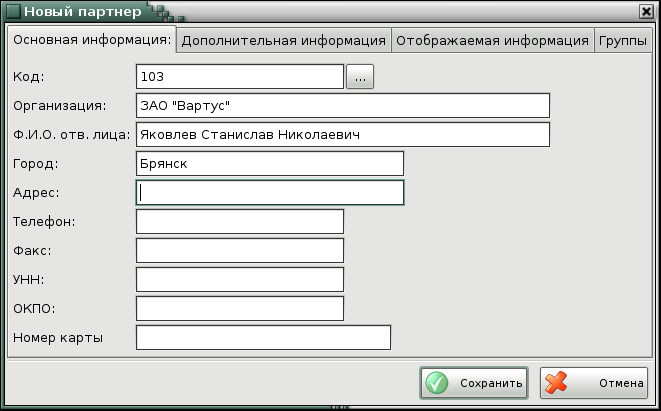 Новый партнер
Основная информация: Дополнительная информация Отображаемая информация Группы
Код: 103 ...
Организация: ЗАО "Вартус"
Ф.И.О. отв. лица: Яковлев Станислав Николаевич
Город: Брянск
Адрес:
Телефон:
Факс:
УНН:
ОКПО:
Номер карты
Сохранить Отмена